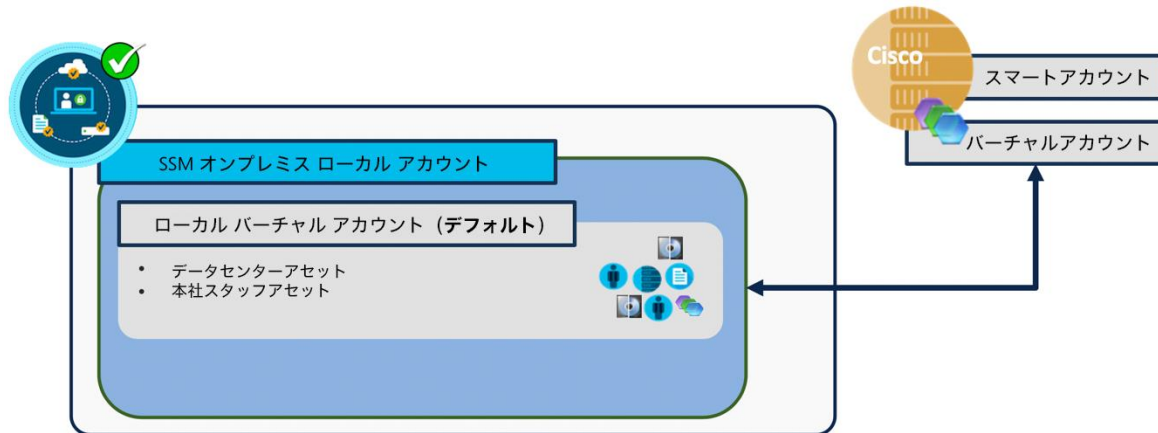 Cisco
スマートアカウント
バーチャルアカウント
SSM オンプレミス ローカル アカウント
ローカル バーチャル アカウント（デフォルト）
• データセンターアセット
• 本社スタッフアセット